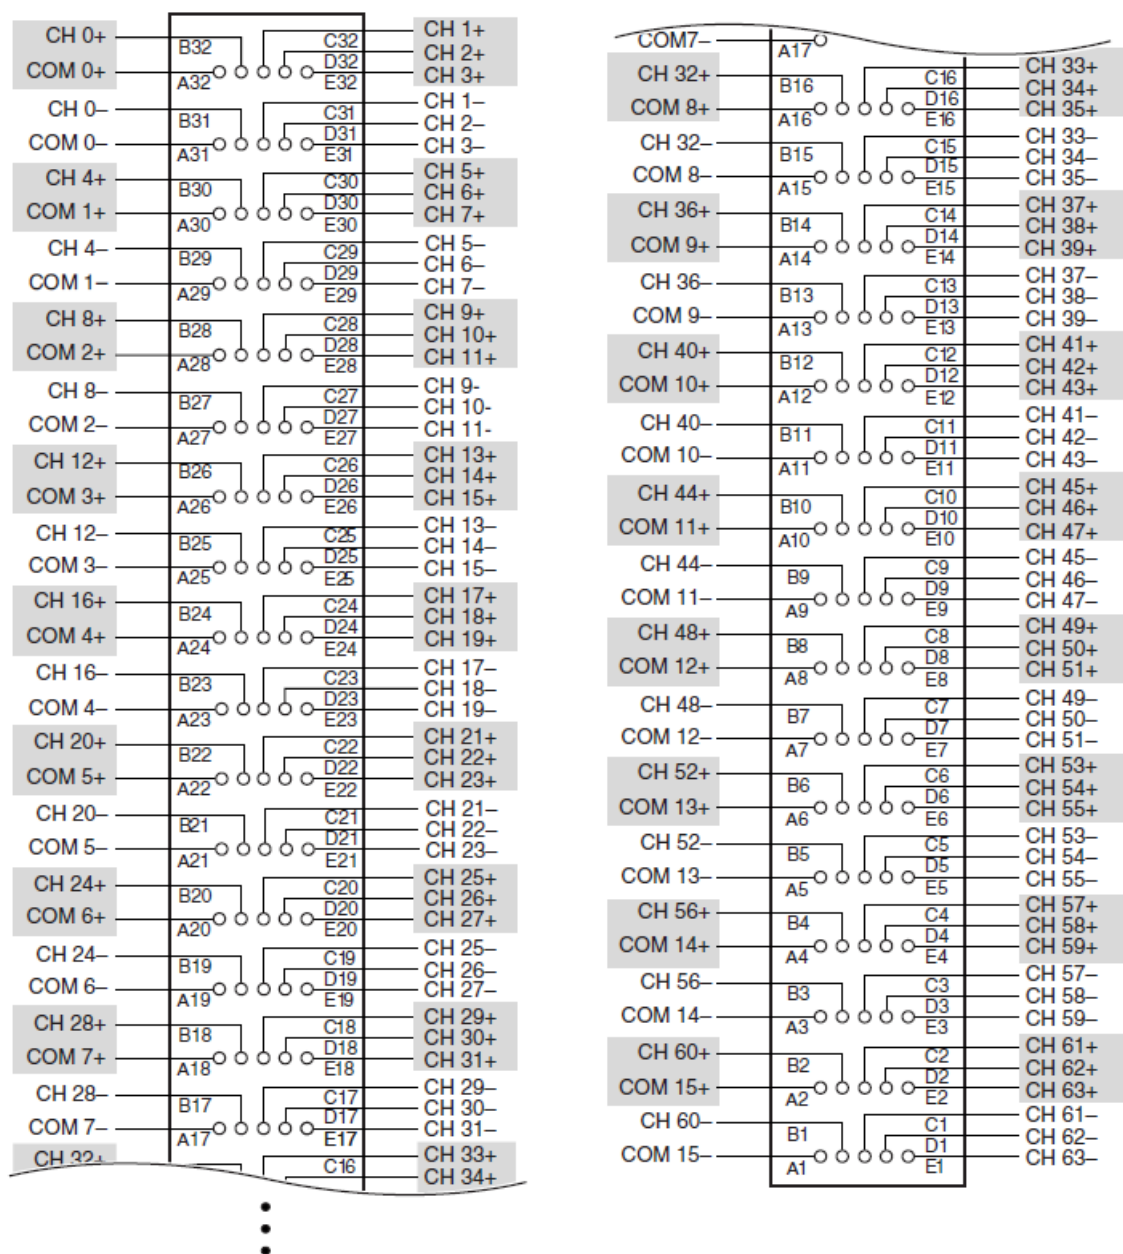 CH 0+ B32 C32 CH 1+
D32 CH 2+
COM 0+ A32 E32 CH 3+
CH 0– B31 C31 CH 1–
D31 CH 2–
COM 0– A31 E31 CH 3–
CH 4+ B30 C30 CH 5+
D30 CH 6+
COM 1+ A30 E30 CH 7+
CH 4– B29 C29 CH 5–
D29 CH 6–
COM 1– A29 E29 CH 7–
CH 8+ B28 C28 CH 9+
D28 CH 10+
COM 2+ A28 E28 CH 11+
CH 8– B27 C27 CH 9-
D27 CH 10-
COM 2– A27 E27 CH 11-
CH 12+ B26 C26 CH 13+
D26 CH 14+
COM 3+ A26 E26 CH 15+
CH 12– B25 C25 CH 13–
D25 CH 14–
COM 3– A25 E25 CH 15–
CH 16+ B24 C24 CH 17+
D24 CH 18+
COM 4+ A24 E24 CH 19+
CH 16– B23 C23 CH 17–
D23 CH 18–
COM 4– A23 E23 CH 19–
CH 20+ B22 C22 CH 21+
D22 CH 22+
COM 5+ A22 E22 CH 23+
CH 20– B21 C21 CH 21–
D21 CH 22–
COM 5– A21 E21 CH 23–
CH 24+ B20 C20 CH 25+
D20 CH 26+
COM 6+ A20 E20 CH 27+
CH 24– B19 C19 CH 25–
D19 CH 26–
COM 6– A19 E19 CH 27–
CH 28+ B18 C18 CH 29+
D18 CH 30+
COM 7+ A18 E18 CH 31+
CH 28– B17 C17 CH 29–
D17 CH 30–
COM 7– A17 E17 CH 31–
CH 32+ C16 CH 33+
CH 34+
COM7– A17
CH 32+ B16 C16 CH 33+
D16 CH 34+
COM 8+ A16 E16 CH 35+
CH 32– B15 C15 CH 33–
D15 CH 34–
COM 8– A15 E15 CH 35–
CH 36+ B14 C14 CH 37+
D14 CH 38+
COM 9+ A14 E14 CH 39+
CH 36– B13 C13 CH 37–
D13 CH 38–
COM 9– A13 E13 CH 39–
CH 40+ B12 C12 CH 41+
D12 CH 42+
COM 10+ A12 E12 CH 43+
CH 40– B11 C11 CH 41–
D11 CH 42–
COM 10– A11 E11 CH 43–
CH 44+ B10 C10 CH 45+
D10 CH 46+
COM 11+ A10 E10 CH 47+
CH 44– B9 C9 CH 45–
D9 CH 46–
COM 11– A9 E9 CH 47–
CH 48+ B8 C8 CH 49+
D8 CH 50+
COM 12+ A8 E8 CH 51+
CH 48– B7 C7 CH 49–
D7 CH 50–
COM 12– A7 E7 CH 51–
CH 52+ B6 C6 CH 53+
D6 CH 54+
COM 13+ A6 E6 CH 55+
CH 52– B5 C5 CH 53–
D5 CH 54–
COM 13– A5 E5 CH 55–
CH 56+ B4 C4 CH 57+
D4 CH 58+
COM 14+ A4 E4 CH 59+
CH 56– B3 C3 CH 57–
D3 CH 58–
COM 14– A3 E3 CH 59–
CH 60+ B2 C2 CH 61+
D2 CH 62+
COM 15+ A2 E2 CH 63+
CH 60– B1 C1 CH 61–
D1 CH 62–
COM 15– A1 E1 CH 63–